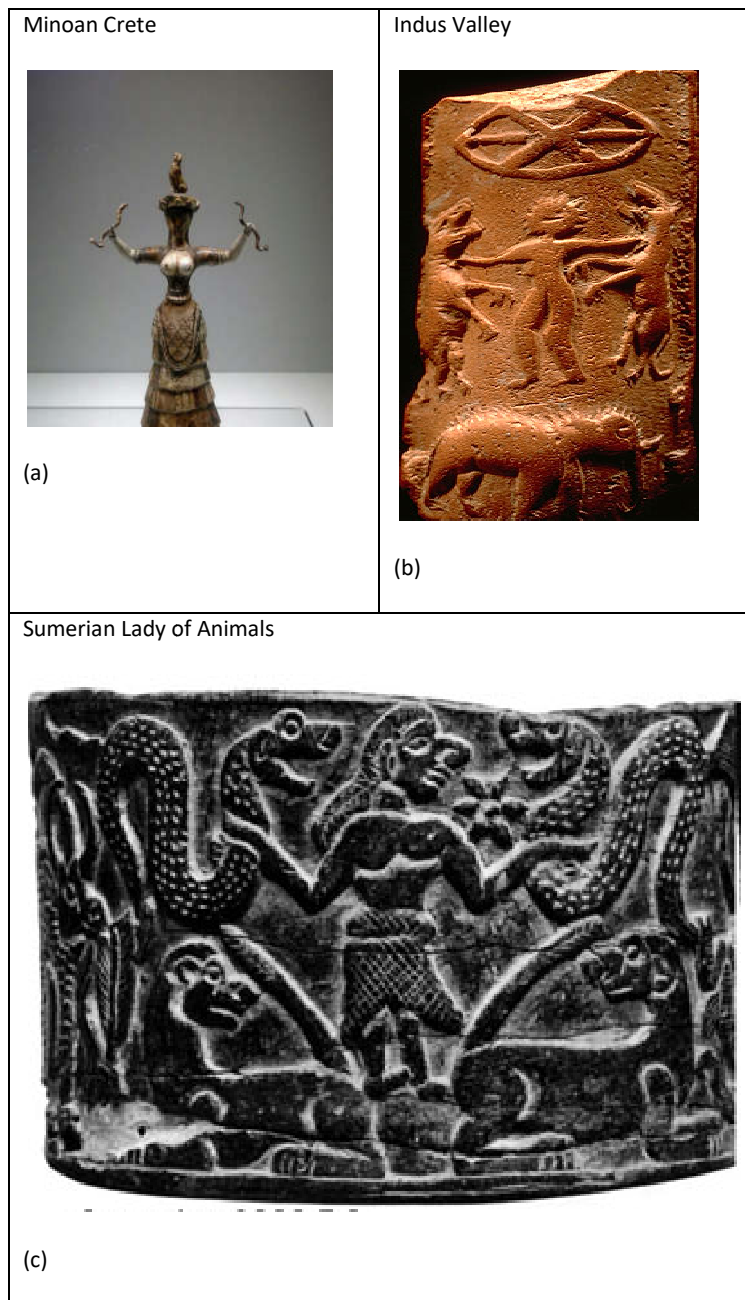 Minoan Crete
Indus Valley
(a)
(b)
Sumerian Lady of Animals
(c)